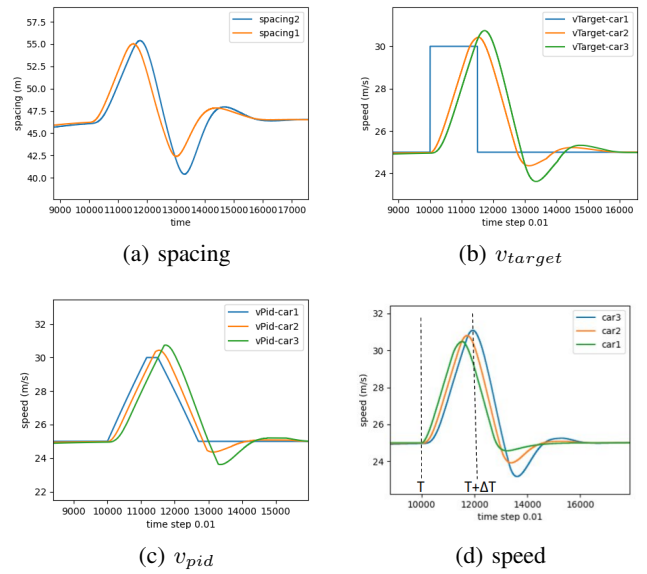 57.5
55.0
52.5
50.0
47.5
45.0
42.5
40.0
spacing (m)
spacing2
spacing1
9000 10000 11000 12000 13000 14000 15000 16000 17000
time
(a) spacing
30
28
26
24
speed (m/s)
vTarget-car1
vTarget-car2
vTarget-car3
9000 10000 11000 12000 13000 14000 15000 16000
time step 0.01
(b) v_{target}
32
30
28
26
24
22
speed (m/s)
vPid-car1
vPid-car2
vPid-car3
9000 10000 11000 12000 13000 14000 15000
time step 0.01
(c) v_{pid}
32
30
28
26
24
speed (m/s)
car3
car2
car1
T T+ΔT
10000 12000 14000 16000
time step 0.01
(d) speed